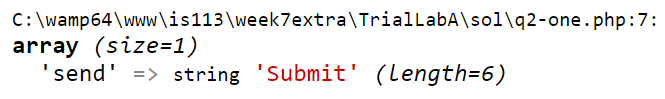 C:\wamp64\www\is113\week7extra\TrialLabA\sol\q2-one.php:7:
array (size=1)
  'send' => string 'Submit' (length=6)